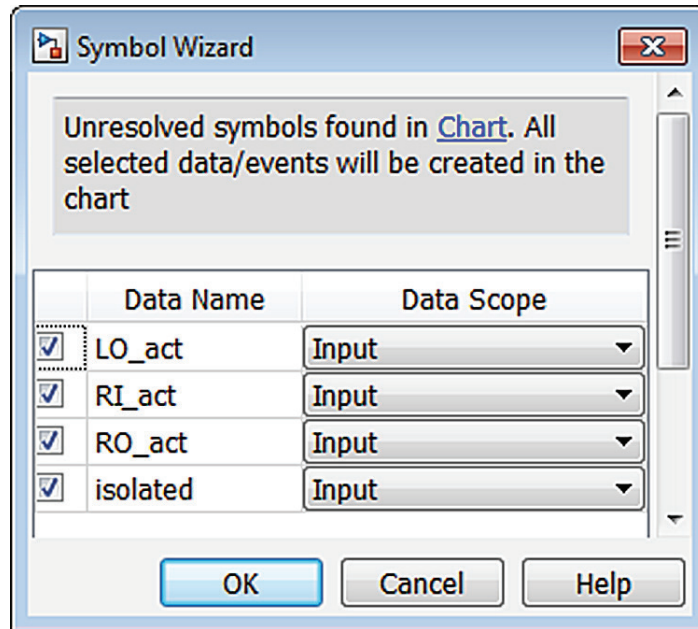 Symbol Wizard
Unresolved symbols found in Chart. All
selected data/events will be created in the
chart
Data Name Data Scope
LO_act Input
RI_act Input
RO_act Input
isolated Input
OK Cancel Help